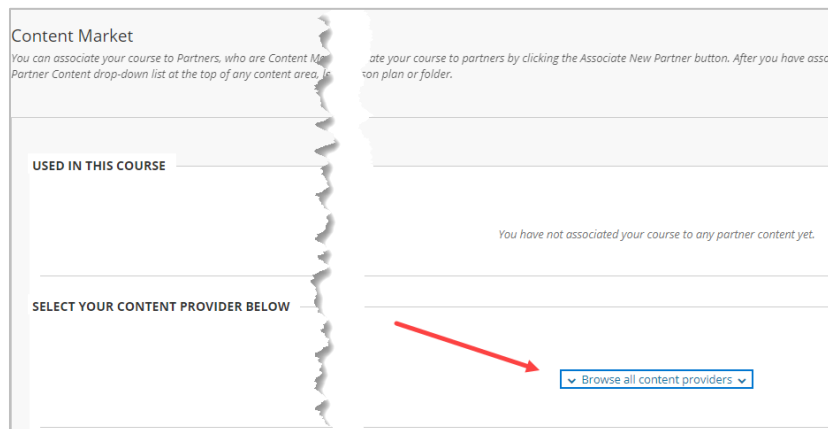 Content Market
You can associate your course to Partners, who are Content ate your course to partners by clicking the Associate New Partner button. After you have
Partner Content drop-down list at the top of any content area, son plan or folder.
USED IN THIS COURSE
You have not associated your course to any partner content yet.
SELECT YOUR CONTENT PROVIDER BELOW
Browse all content providers